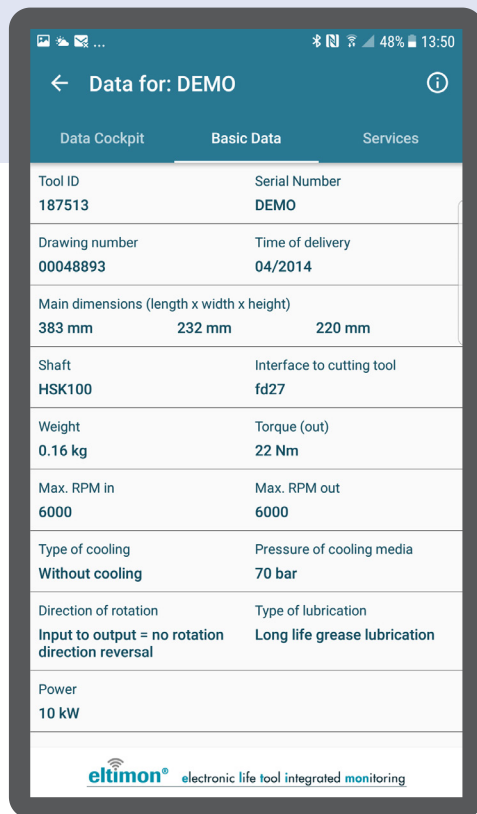 ... 48% 13:50
Data for: DEMO
Data Cockpit Basic Data Services
Tool ID Serial Number
187513 DEMO
Drawing number Time of delivery
00048893 04/2014
Main dimensions (length x width x height)
383 mm 232 mm 220 mm
Shaft Interface to cutting tool
HSK100 fd27
Weight Torque (out)
0.16 kg 22 Nm
Max. RPM in Max. RPM out
6000 6000
Type of cooling Pressure of cooling media
Without cooling 70 bar
Direction of rotation Type of lubrication
Input to output = no rotation Long life grease lubrication
direction reversal
Power
10 kW
eltimon® electronic life tool integrated monitoring